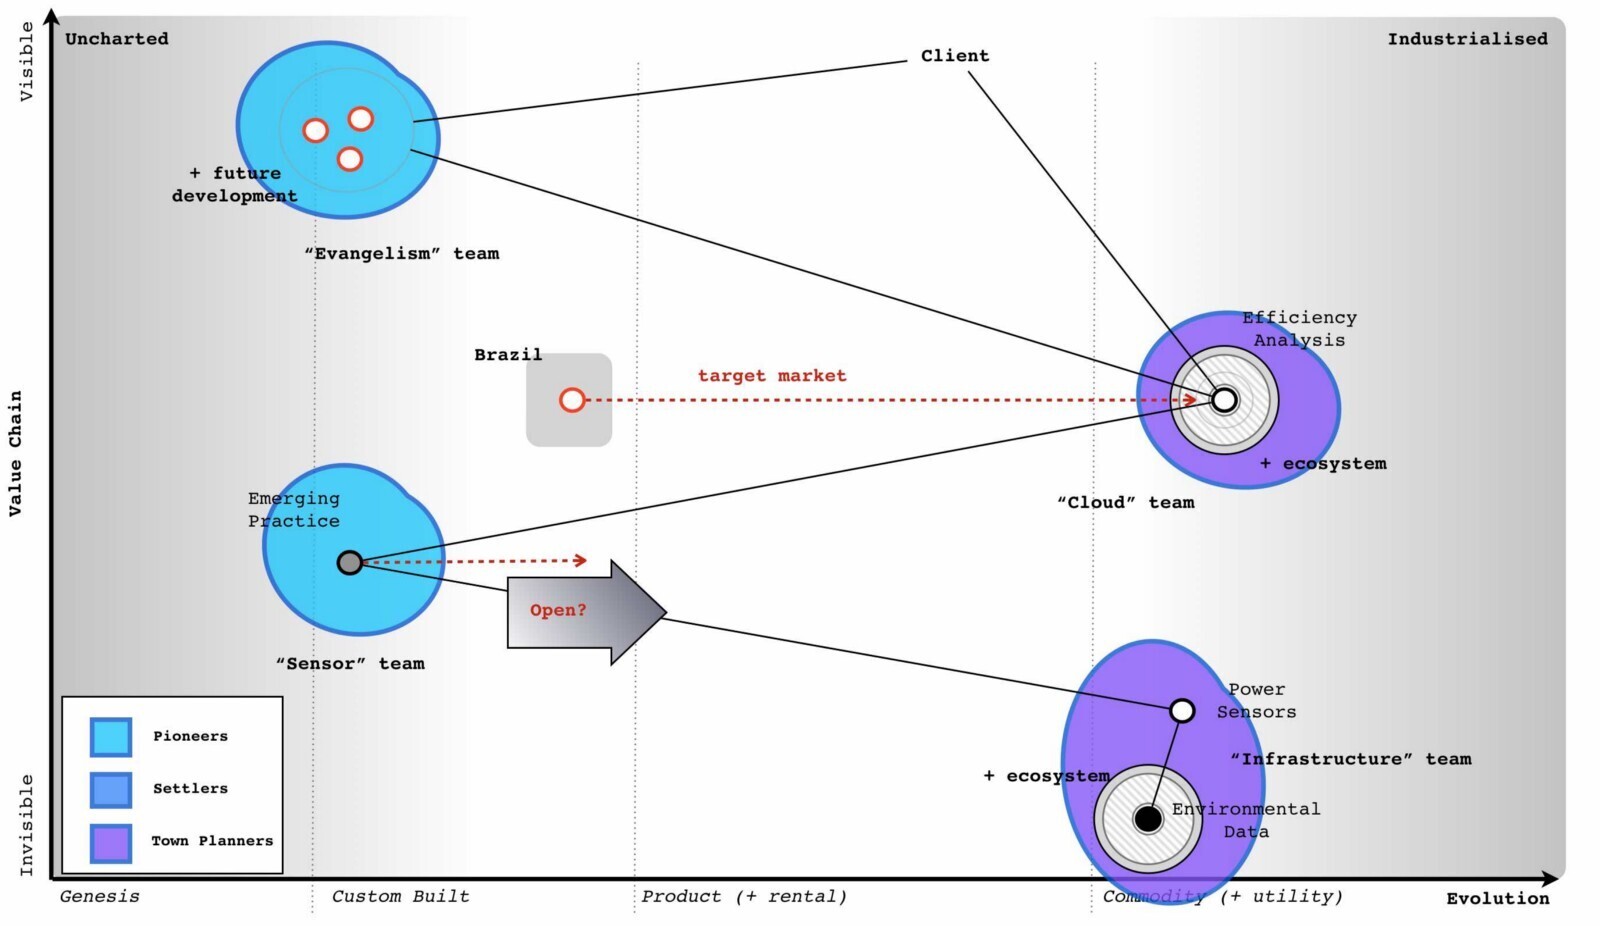 Uncharted
Industrialised
Visible
Client
+ future
development
“Evangelism” team
Efficiency
Analysis
Brazil
target market
+ ecosystem
“Cloud” team
Value Chain
Emerging
Practice
Open?
“Sensor” team
Power
Sensors
“Infrastructure” team
+ ecosystem
Environmental
Data
Pioneers
Settlers
Town Planners
Invisible
Genesis
Custom Built
Product (+ rental)
Commodity (+ utility)
Evolution